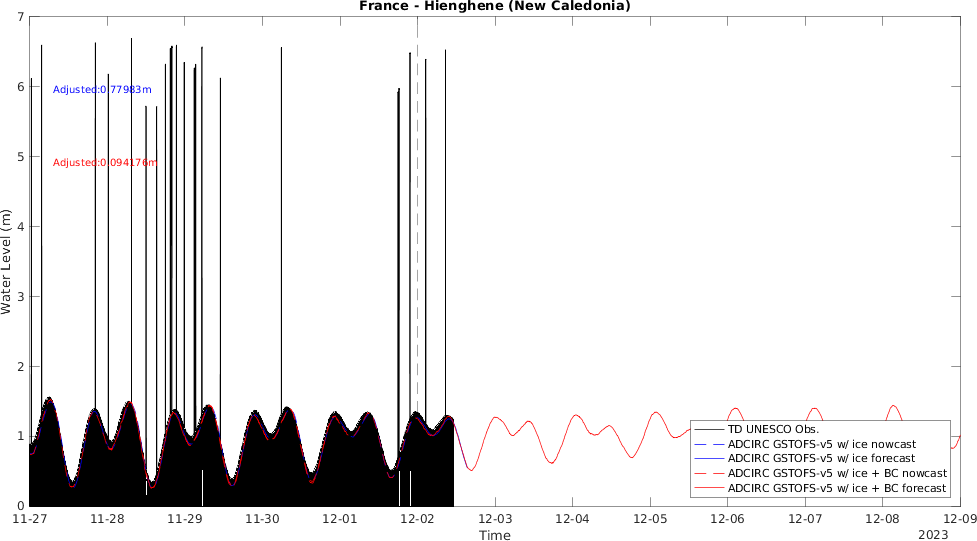 France - Hienghene (New Caledonia)
7
6
5
4
3
2
1
0
Water Level (m)
Adjusted:0.77983m
Adjusted:0.094176m
TD UNESCO Obs.
ADCIRC GSTOFS-v5 w/ ice nowcast
ADCIRC GSTOFS-v5 w/ ice forecast
ADCIRC GSTOFS-v5 w/ ice + BC nowcast
ADCIRC GSTOFS-v5 w/ ice + BC forecast
11-27 11-28 11-29 11-30 12-01 12-02 12-03 12-04 12-05 12-06 12-07 12-08 12-09
Time
2023